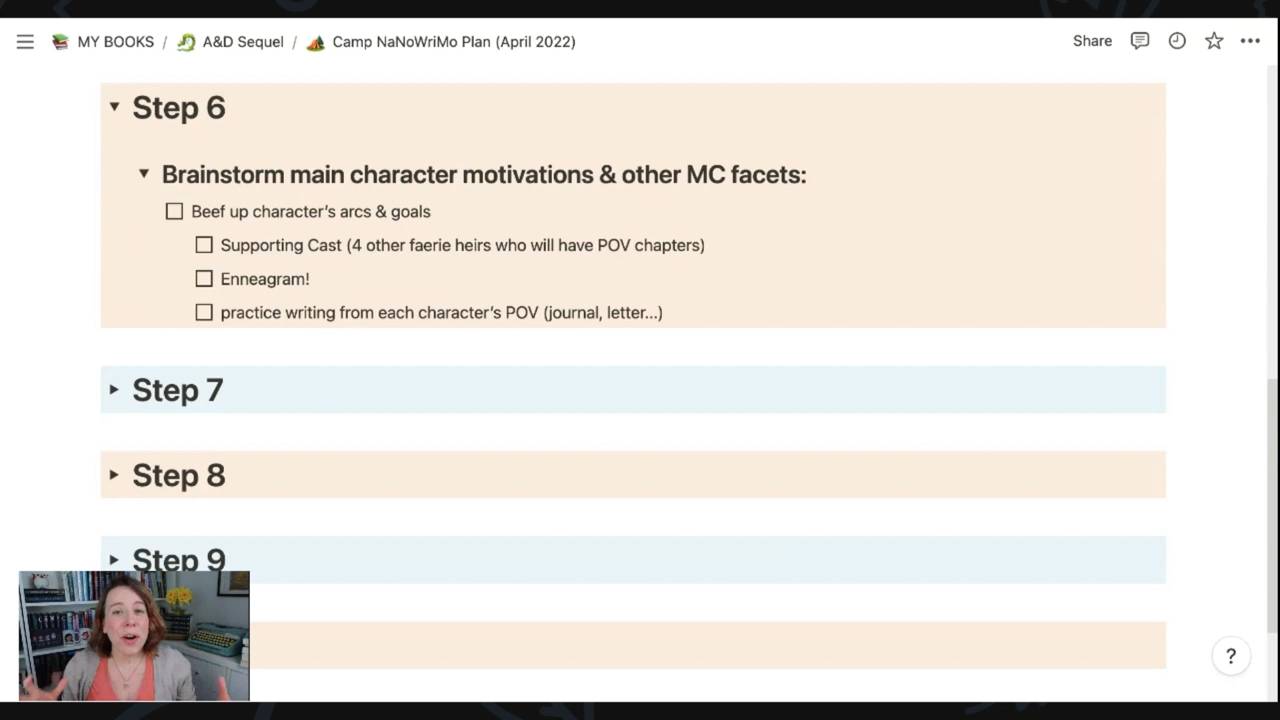 MY BOOKS / A&D Sequel / Camp NaNoWriMo Plan (April 2022)
Share
Step 6
Brainstorm main character motivations & other MC facets:
Beef up character's arcs & goals
Supporting Cast (4 other faerie heirs who will have POV chapters)
Enneagram!
practice writing from each character's POV (journal, letter...)
Step 7
Step 8
Step 9
?